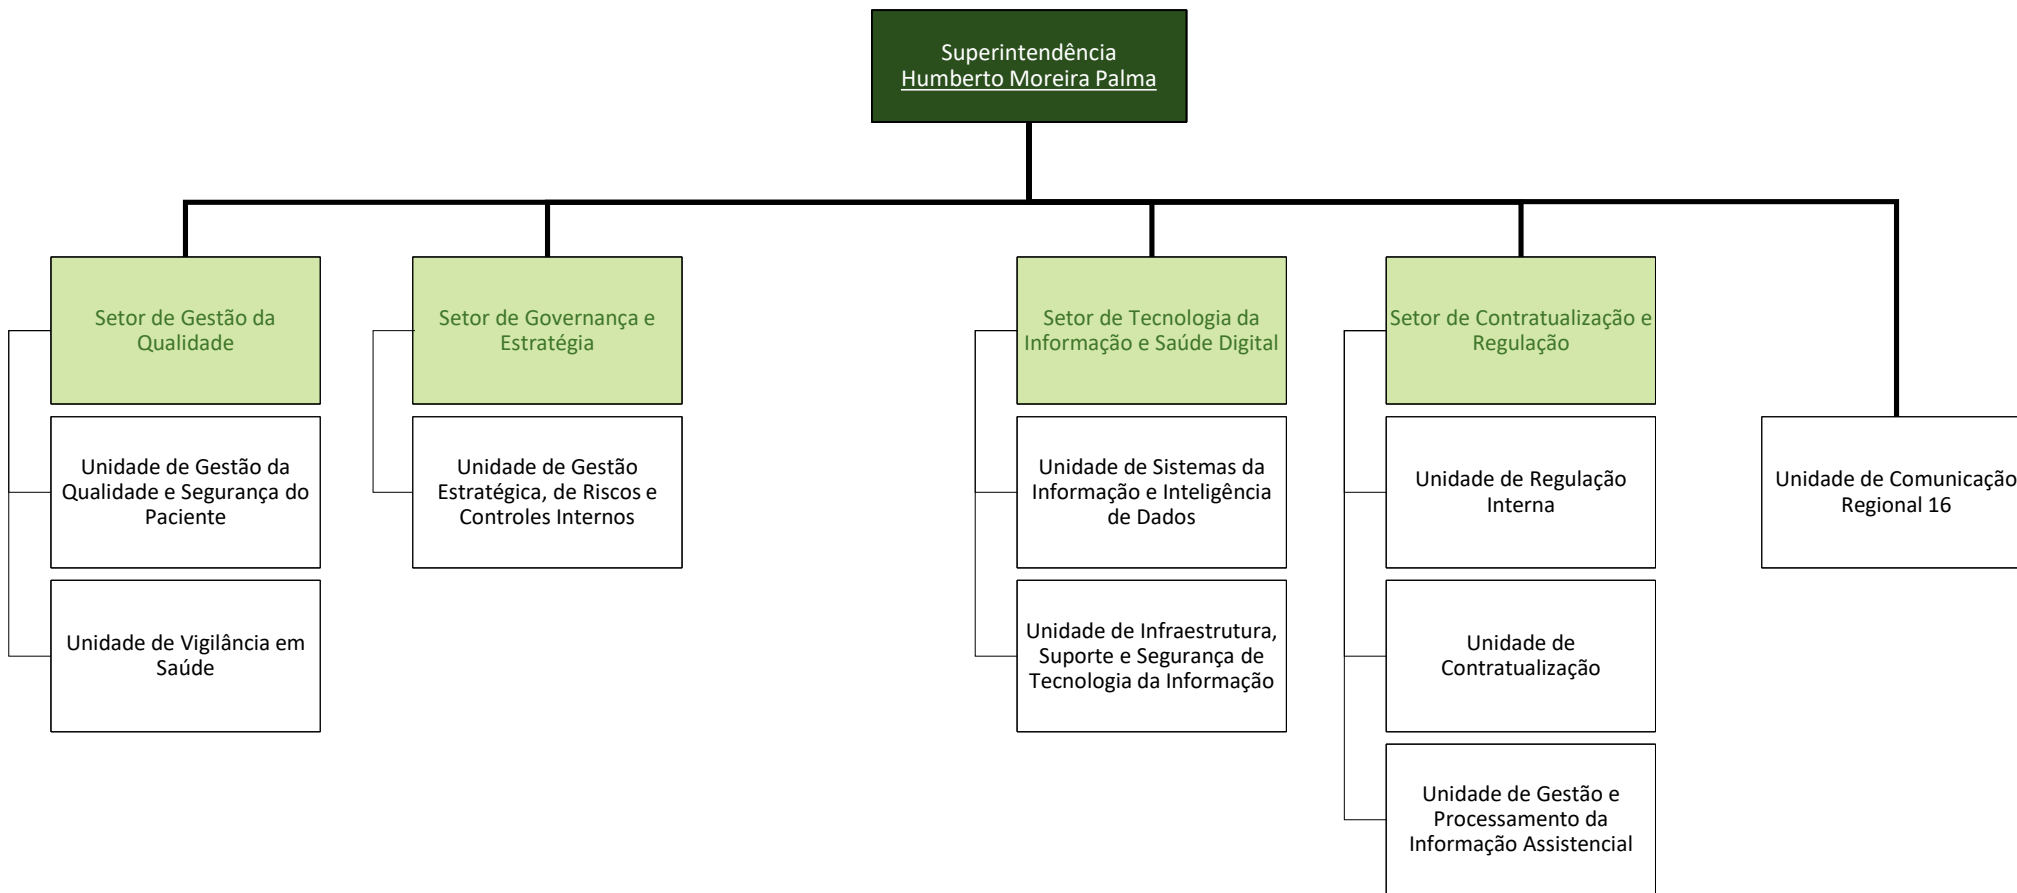 Superintendência
Humberto Moreira Palma
Setor de Gestão da
Qualidade
Unidade de Gestão da
Qualidade e Segurança do
Paciente
Unidade de Vigilância em
Saúde
Setor de Governança e
Estratégia
Unidade de Gestão
Estratégica, de Riscos e
Controles Internos
Setor de Tecnologia da
Informação e Saúde Digital
Unidade de Sistemas da
Informação e Inteligência
de Dados
Unidade de Infraestrutura,
Suporte e Segurança de
Tecnologia da Informação
Setor de Contratualização e
Regulação
Unidade de Regulação
Interna
Unidade de
Contratualização
Unidade de Gestão e
Processamento da
Informação Assistencial
Unidade de Comunicação
Regional 16